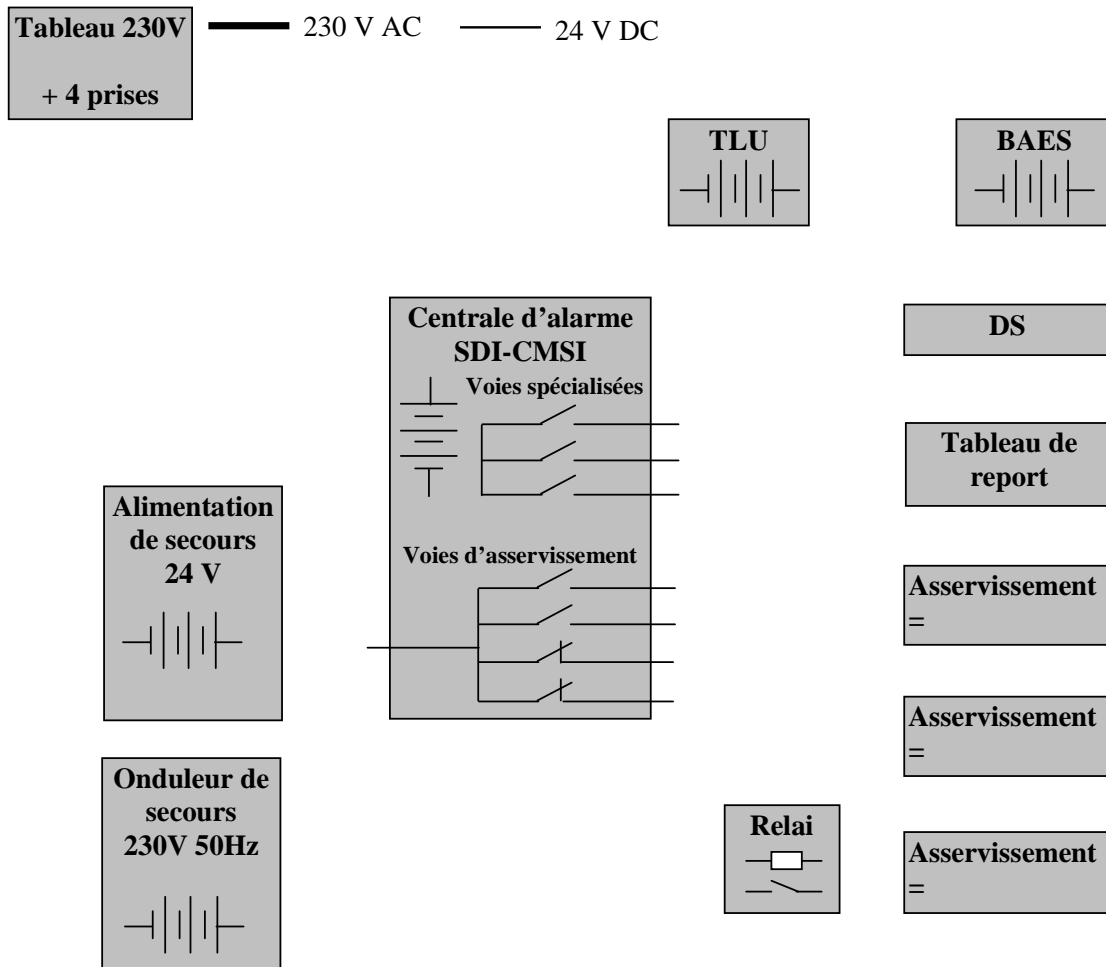 Tableau 230V
+ 4 prises
230 V AC
24 V DC
TLU
BAES
Centrale d’alarme
SDI-CMSI
Voies spécialisées
DS
Tableau de
report
Alimentation
de secours
24 V
Voies d’asservissement
Asservissement
=
Asservissement
=
Onduleur de
secours
230V 50Hz
Relai
Asservissement
=